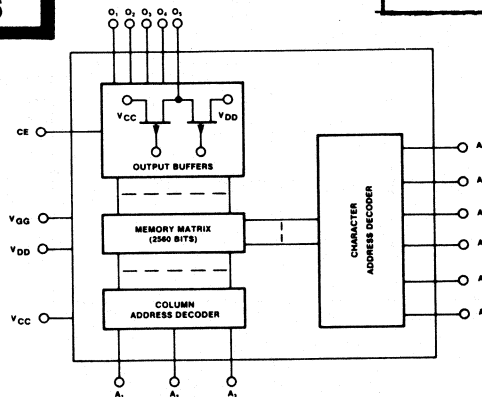 O₁ O₂ O₃ O₄ O₅
CE
VCC
VDD
OUTPUT BUFFERS
VGG
VDD
VCC
MEMORY MATRIX
(2560 BITS)
COLUMN
ADDRESS DECODER
CHARACTER
ADDRESS DECODER
A
A
A
A
A
A